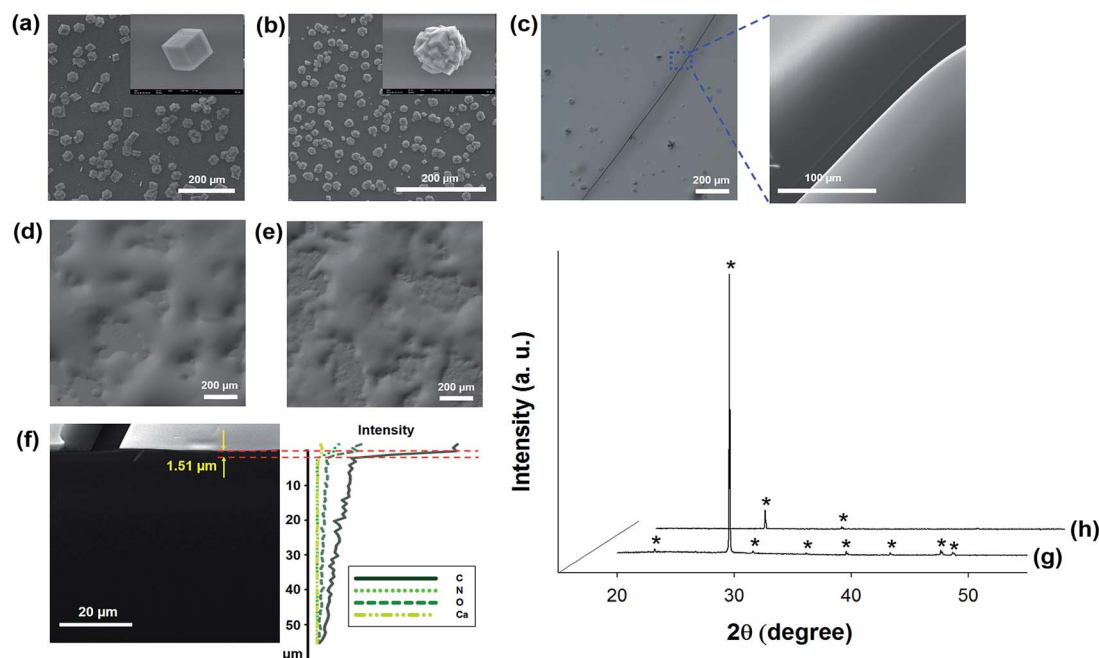 (a)
200 µm
(b)
200 µm
(c)
200 µm
100 µm
(d)
200 µm
(e)
200 µm
(f)
1.51 µm
20 µm
Intensity
10
20
30
40
50
µm
C
N
O
Ca
Intensity (a. u.)
*
* *
(h)
* * * * * * *
(g)
20 30 40 50
2θ (degree)